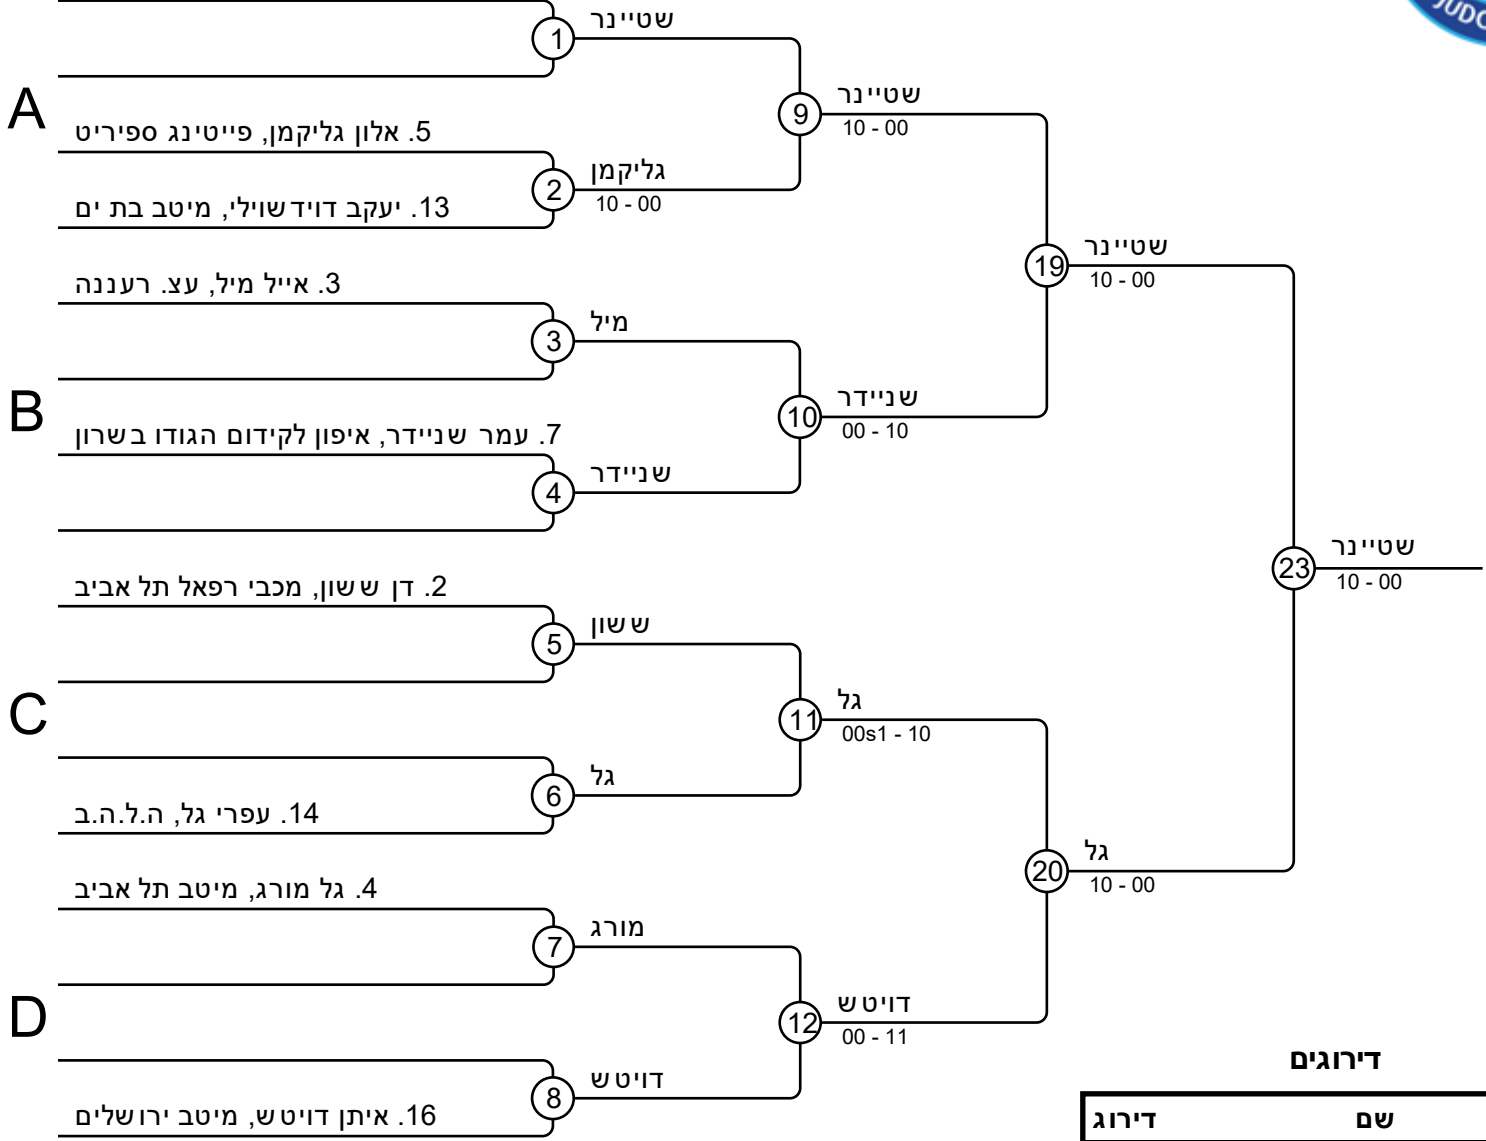 JUDO
שטיינר
1
A
שטיינר
10 - 00
9
5. אלון גליקמן, פייטינג ספיריט
גליקמן
10 - 00
2
13. יעקב דוידשוילי, מיטב בת ים
שטיינר
10 - 00
19
3. אייל מיל, עצ. רעננה
מיל
3
B
שניידר
00 - 10
10
7. עמר שניידר, איפון לקידום הגודו בשרון
שניידר
4
שטיינר
10 - 00
23
2. דן ששון, מכבי רפאל תל אביב
ששון
5
C
גל
00s1 - 10
11
גל
6
14. עפרי גל, ה.ל.ה.ב
גל
10 - 00
20
4. גל מורג, מיטב תל אביב
מורג
7
D
דויטש
00 - 11
12
דויטש
8
16. איתן דויטש, מיטב ירושלים
דירוגים
שם דירוג